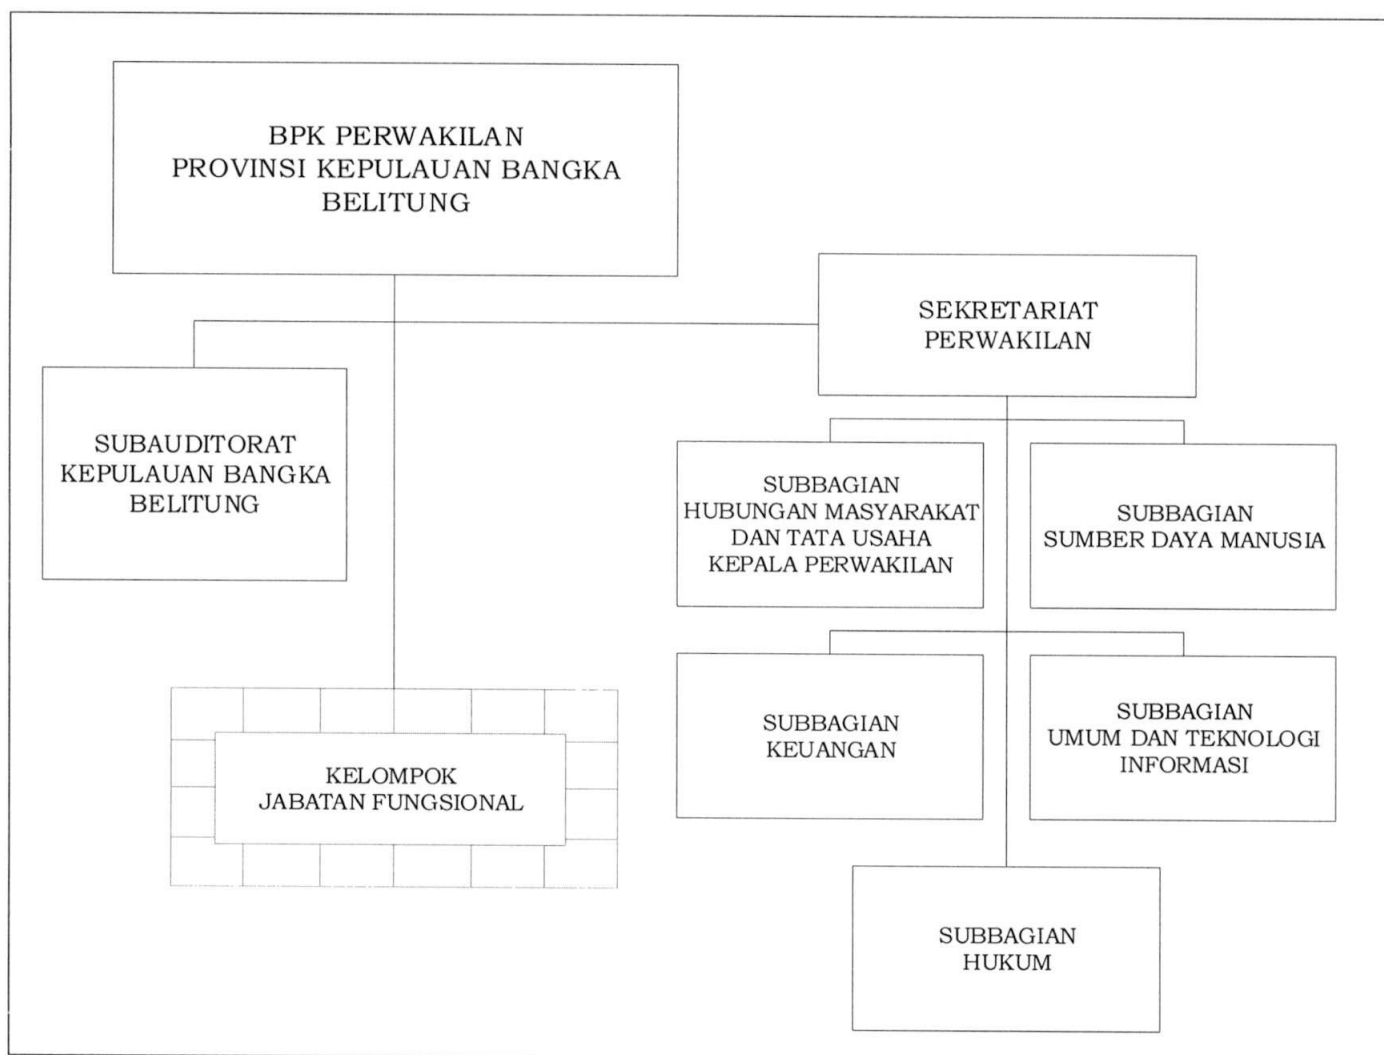 BPK PERWAKILAN
PROVINSI KEPULAUAN BANGKA
BELITUNG
SEKRETARIAT
PERWAKILAN
SUBAUDITORAT
KEPULAUAN BANGKA
BELITUNG
SUBBAGIAN
HUBUNGAN MASYARAKAT
DAN TATA USAHA
KEPALA PERWAKILAN
SUBBAGIAN
SUMBER DAYA MANUSIA
SUBBAGIAN
KEUANGAN
SUBBAGIAN
UMUM DAN TEKNOLOGI
INFORMASI
KELOMPOK
JABATAN FUNGSIONAL
SUBBAGIAN
HUKUM